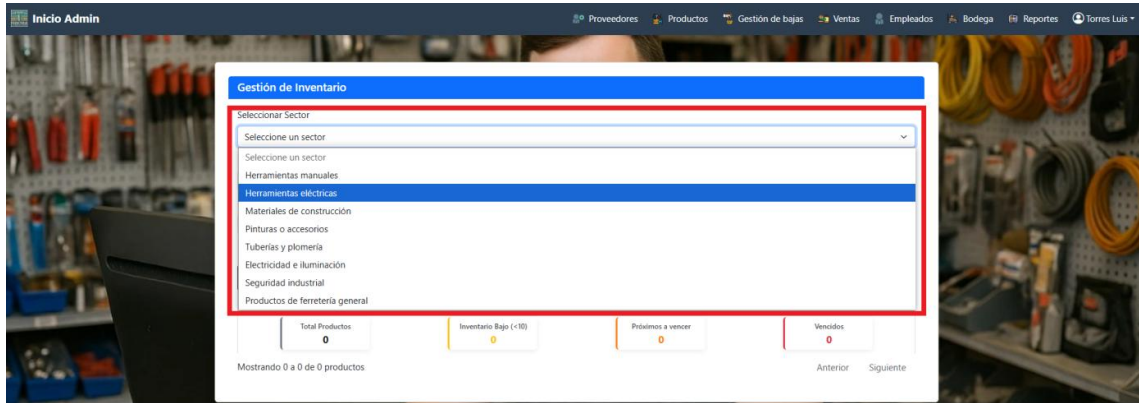 Inicio Admin
Proveedores Productos Gestión de bajas Ventas Empleados Bodega Reportes Torres Luis
Gestión de Inventario
Seleccionar Sector
Seleccione un sector
Seleccione un sector
Herramientas manuales
Herramientas eléctricas
Materiales de construcción
Pinturas o accesorios
Tuberías y plomería
Electricidad e iluminación
Seguridad industrial
Productos de ferretería general
Total Productos Inventario Bajo (<10) Próximos a vencer Vencidos
0 0 0 0
Mostrando 0 a 0 de 0 productos Anterior Siguiente